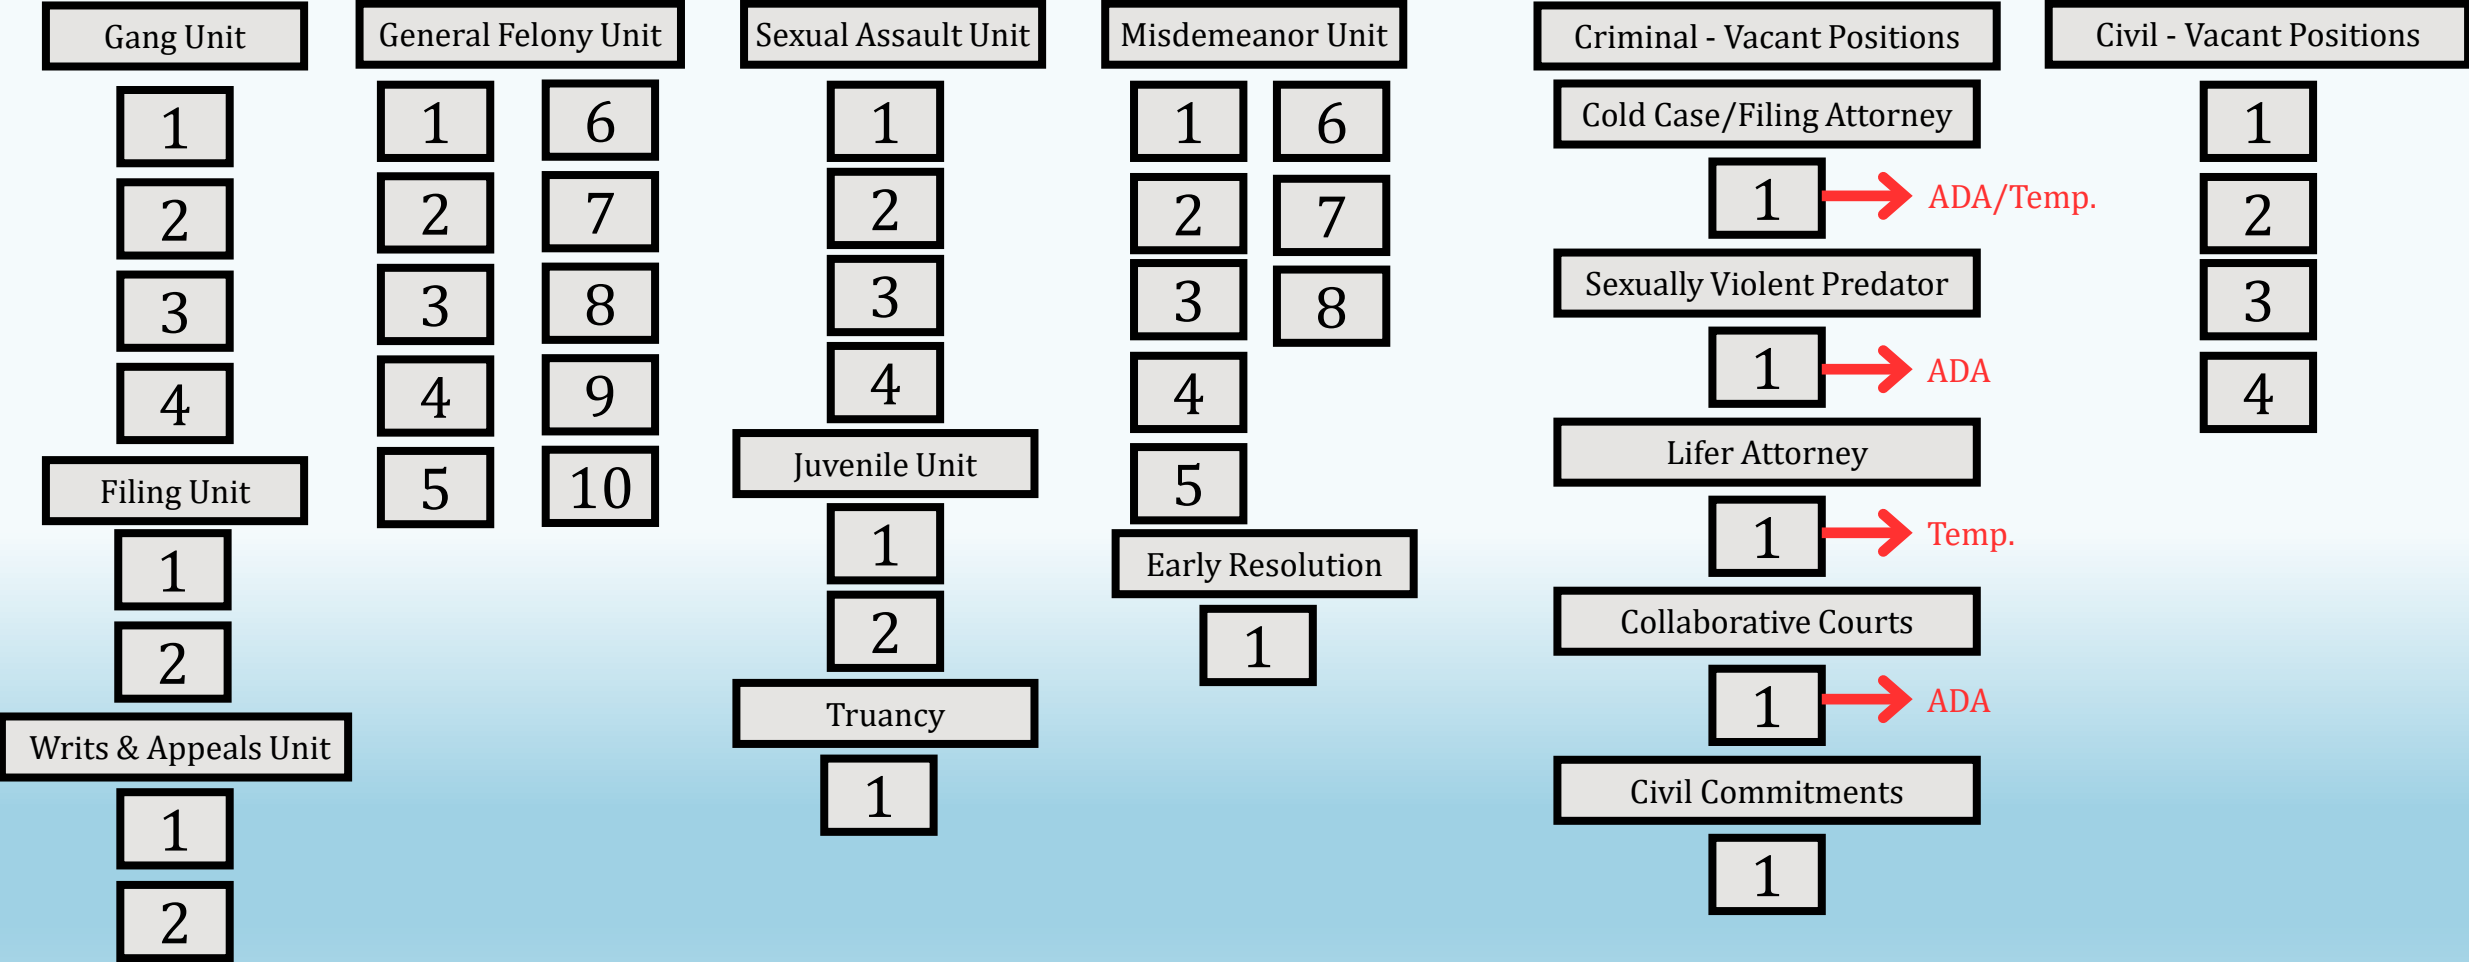 Gang Unit
1
2
3
4
Filing Unit
1
2
Writs & Appeals Unit
1
2
General Felony Unit
1
2
3
4
5
6
7
8
9
10
Sexual Assault Unit
1
2
3
4
Juvenile Unit
1
2
Truancy
1
Misdemeanor Unit
1
2
3
4
5
6
7
8
Early Resolution
1
Criminal - Vacant Positions
Cold Case/Filing Attorney
1 ADA/Temp.
Sexually Violent Predator
1 ADA
Lifer Attorney
1 Temp.
Collaborative Courts
1 ADA
Civil Commitments
1
Civil - Vacant Positions
1
2
3
4